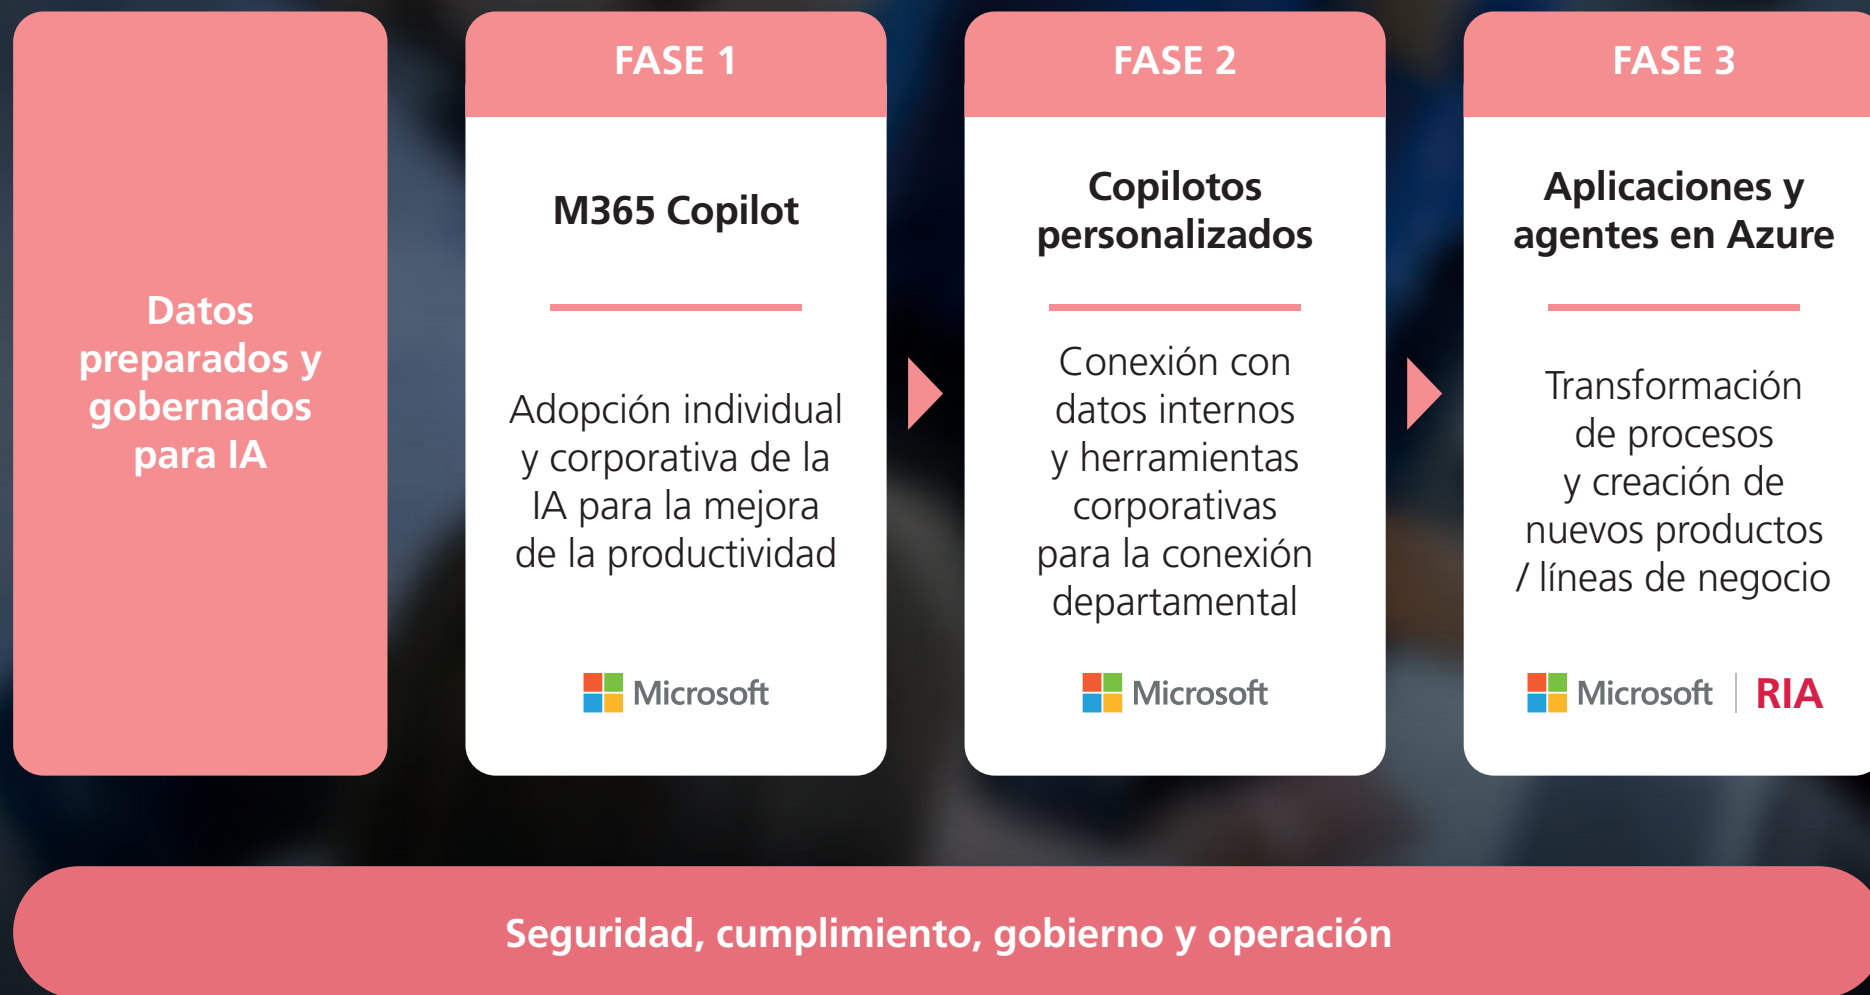 Datos
preparados y
gobernados
para IA
FASE 1
M365 Copilot
Adopción individual
y corporativa de la
IA para la mejora
de la productividad
Microsoft
FASE 2
Copilotos
personalizados
Conexión con
datos internos
y herramientas
corporativas
para la conexión
departamental
Microsoft
FASE 3
Aplicaciones y
agentes en Azure
Transformación
de procesos
y creación de
nuevos productos
/ líneas de negocio
Microsoft | RIA
Seguridad, cumplimiento, gobierno y operación